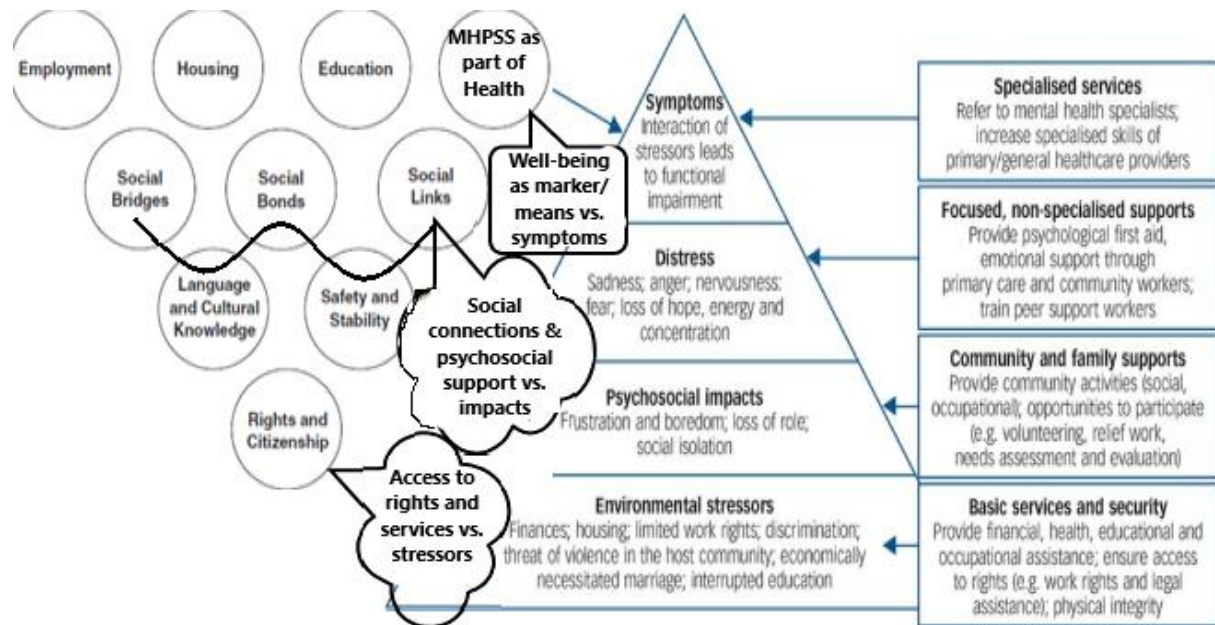 Employment
Housing
Education
MHPSS as
part of
Health
Social
Bridges
Social
Bonds
Social
Links
Well-being
as marker/
means vs.
symptoms
Language
and Cultural
Knowledge
Safety and
Stability
Social
connections &
psychosocial
support vs.
impacts
Rights and
Citizenship
Access to
rights and
services vs.
stressors
Symptoms
Interaction of
stressors leads
to functional
impairment
Distress
Sadness; anger; nervousness;
fear; loss of hope, energy and
concentration
Psychosocial impacts
Frustration and boredom; loss of role;
social isolation
Environmental stressors
Finances; housing; limited work rights; discrimination;
threat of violence in the host community; economically
necessitated marriage; interrupted education
Specialised services
Refer to mental health specialists;
increase specialised skills of
primary/general healthcare providers
Focused, non-specialised supports
Provide psychological first aid,
emotional support through
primary care and community workers;
train peer support workers
Community and family supports
Provide community activities (social,
occupational); opportunities to participate
(e.g. volunteering, relief work,
needs assessment and evaluation)
Basic services and security
Provide financial, health, educational and
occupational assistance; ensure access
to rights (e.g. work rights and legal
assistance); physical integrity